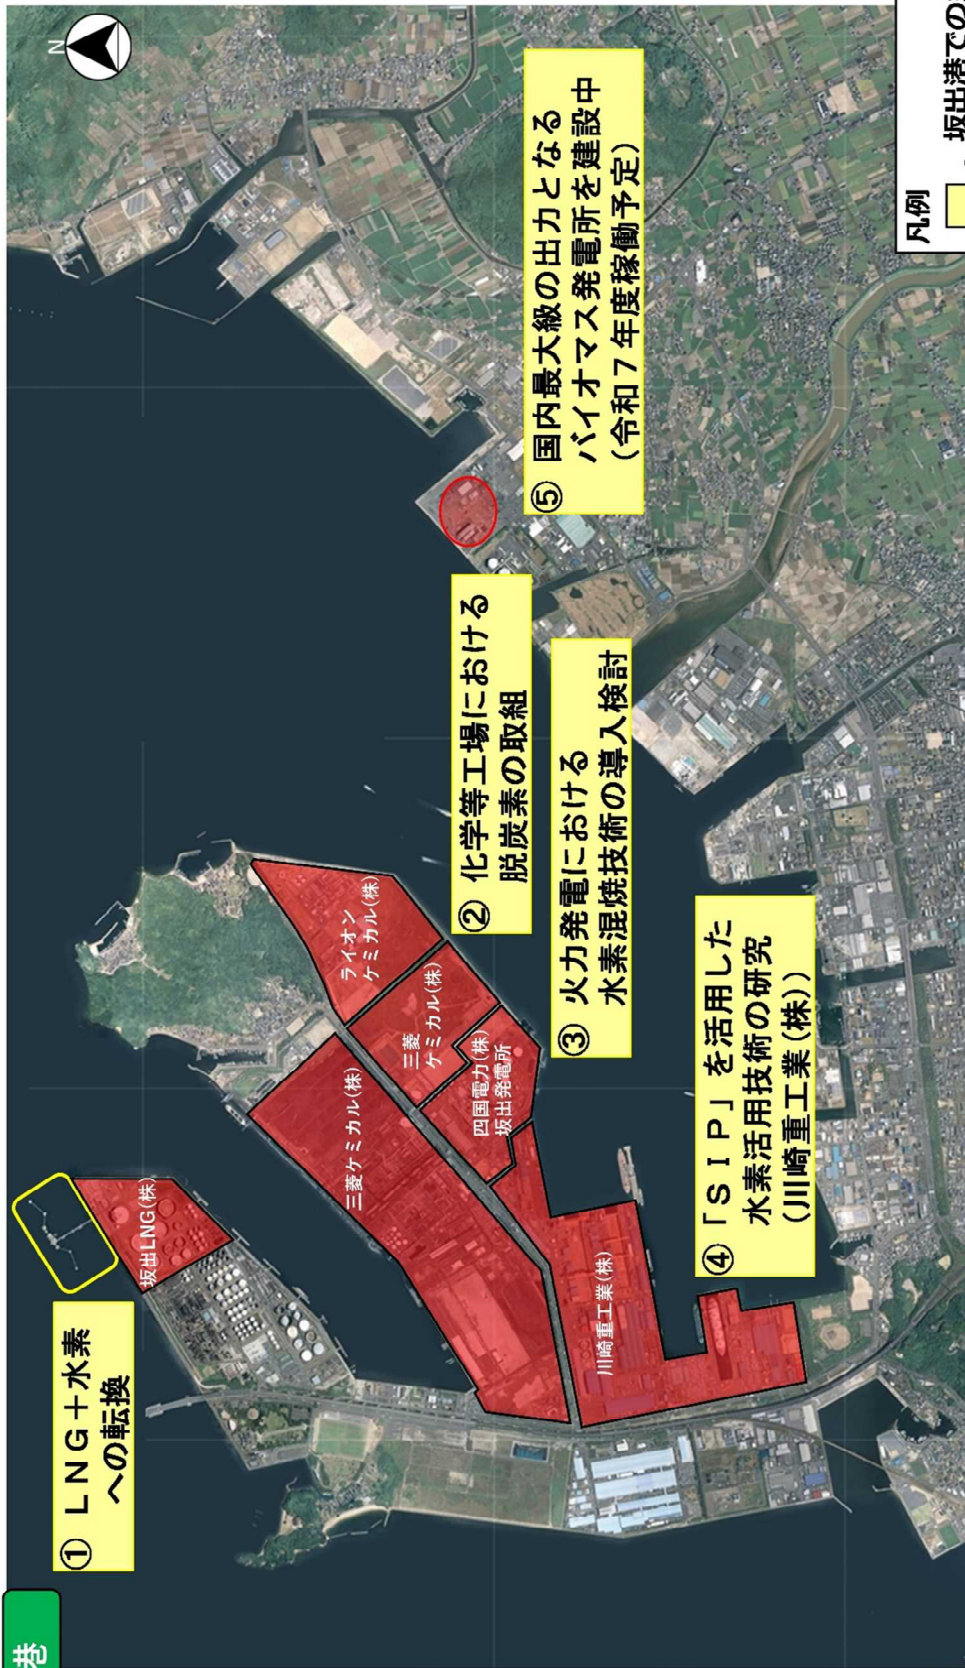 港
N
① LNG＋水素
への転換
坂出LNG(株)
三菱ケミカル(株)
ライオン
ケミカル(株)
三菱
ケミカル(株)
四国電力(株)
坂出発電所
川崎重工業(株)
② 化学等工場における
脱炭素の取組
③ 火力発電における
水素混焼技術の導入検討
④ 「ＳＩＰ」を活用した
水素活用技術の研究
(川崎重工業(株))
⑤ 国内最大級の出力となる
バイオマス発電所を建設中
(令和７年度稼働予定)
凡例
坂出港での